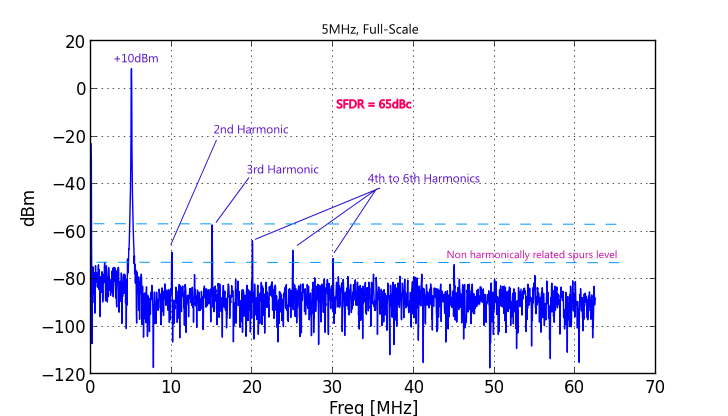 5MHz, Full-Scale
20
+10dBm
0
SFDR = 65dBc
−20
2nd Harmonic
3rd Harmonic
4th to 6th Harmonics
−40
dBm
−60
Non harmonically related spurs level
−80
−100
−120
0 10 20 30 40 50 60 70
Freq [MHz]